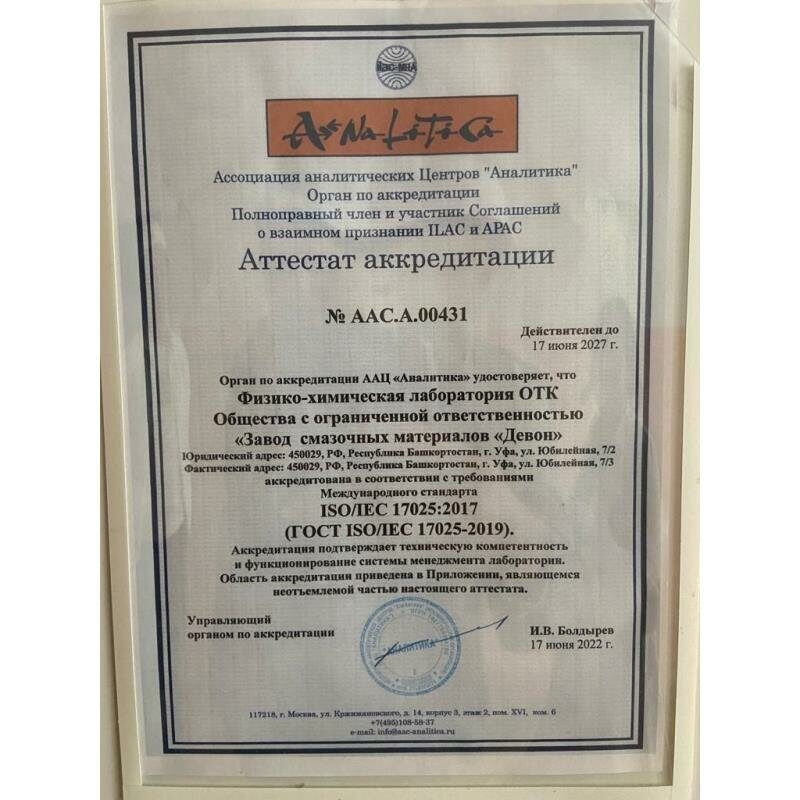 ilac-MRA
AsNaLiTiCa
Ассоциация аналитических Центров "Аналитика"
Орган по аккредитации
Полноправный член и участник Соглашений
о взаимном признании ILAC и APAC
Аттестат аккредитации
№ ААС.А.00431
Действителен до
17 июня 2027 г.
Орган по аккредитации ААЦ «Аналитика» удостоверяет, что
Физико-химическая лаборатория ОТК
Общества с ограниченной ответственностью
«Завод смазочных материалов «Девон»
Юридический адрес: 450029, РФ, Республика Башкортостан, г. Уфа, ул. Юбилейная, 7/2
Фактический адрес: 450029, РФ, Республика Башкортостан, г. Уфа, ул. Юбилейная, 7/3
аккредитована в соответствии с требованиями
Международного стандарта
ISO/IEC 17025:2017
(ГОСТ ISO/IEC 17025-2019).
Аккредитация подтверждает техническую компетентность
и функционирование системы менеджмента лаборатории.
Область аккредитации приведена в Приложении, являющемся
неотъемлемой частью настоящего аттестата.
Управляющий
органом по аккредитации
"АНАЛИТИКА"
И.В. Болдырев
17 июня 2022 г.
117218, г. Москва, ул. Кржижановского, д. 14, корпус 3, этаж 2, пом. XVI, ком. 6
+7(495)108-58-37
e-mail: info@aac-analitica.ru